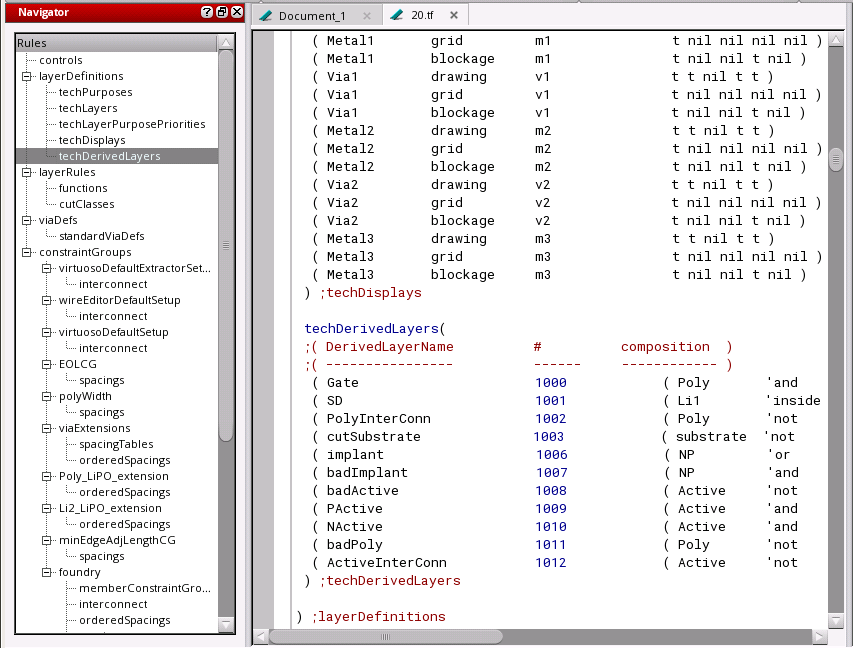 Navigator
Rules
controls
layerDefinitions
techPurposes
techLayers
techLayerPurposePriorities
techDisplays
techDerivedLayers
layerRules
functions
cutClasses
viaDefs
standardViaDefs
constraintGroups
virtuosoDefaultExtractorSet...
interconnect
wireEditorDefaultSetup
interconnect
virtuosoDefaultSetup
interconnect
EOLCG
spacings
polyWidth
spacings
viaExtensions
spacingTables
orderedSpacings
Poly_LiPO_extension
orderedSpacings
Li2_LiPO_extension
orderedSpacings
minEdgeAdjLengthCG
spacings
foundry
memberConstraintGro...
interconnect
orderedSpacings
Document_1
20.tf
( Metal1 grid m1 t nil nil nil nil )
( Metal1 blockage m1 t nil nil t nil )
( Via1 drawing v1 t t nil t t )
( Via1 grid v1 t nil nil nil nil )
( Via1 blockage v1 t nil nil t nil )
( Metal2 drawing m2 t t nil t t )
( Metal2 grid m2 t nil nil nil nil )
( Metal2 blockage m2 t nil nil t nil )
( Via2 drawing v2 t t nil t t )
( Via2 grid v2 t nil nil nil nil )
( Via2 blockage v2 t nil nil t nil )
( Metal3 drawing m3 t t nil t t )
( Metal3 grid m3 t nil nil nil nil )
( Metal3 blockage m3 t nil nil t nil )
) ;techDisplays
techDerivedLayers(
;( DerivedLayerName # composition )
;( ---------------- ------ ------------ )
( Gate 1000 ( Poly 'and
( SD 1001 ( Li1 'inside
( PolyInterConn 1002 ( Poly 'not
( cutSubstrate 1003 ( substrate 'not
( implant 1006 ( NP 'or
( badImplant 1007 ( NP 'and
( badActive 1008 ( Active 'not
( PActive 1009 ( Active 'and
( NActive 1010 ( Active 'and
( badPoly 1011 ( Poly 'not
( ActiveInterConn 1012 ( Active 'not
) ;techDerivedLayers
) ;layerDefinitions